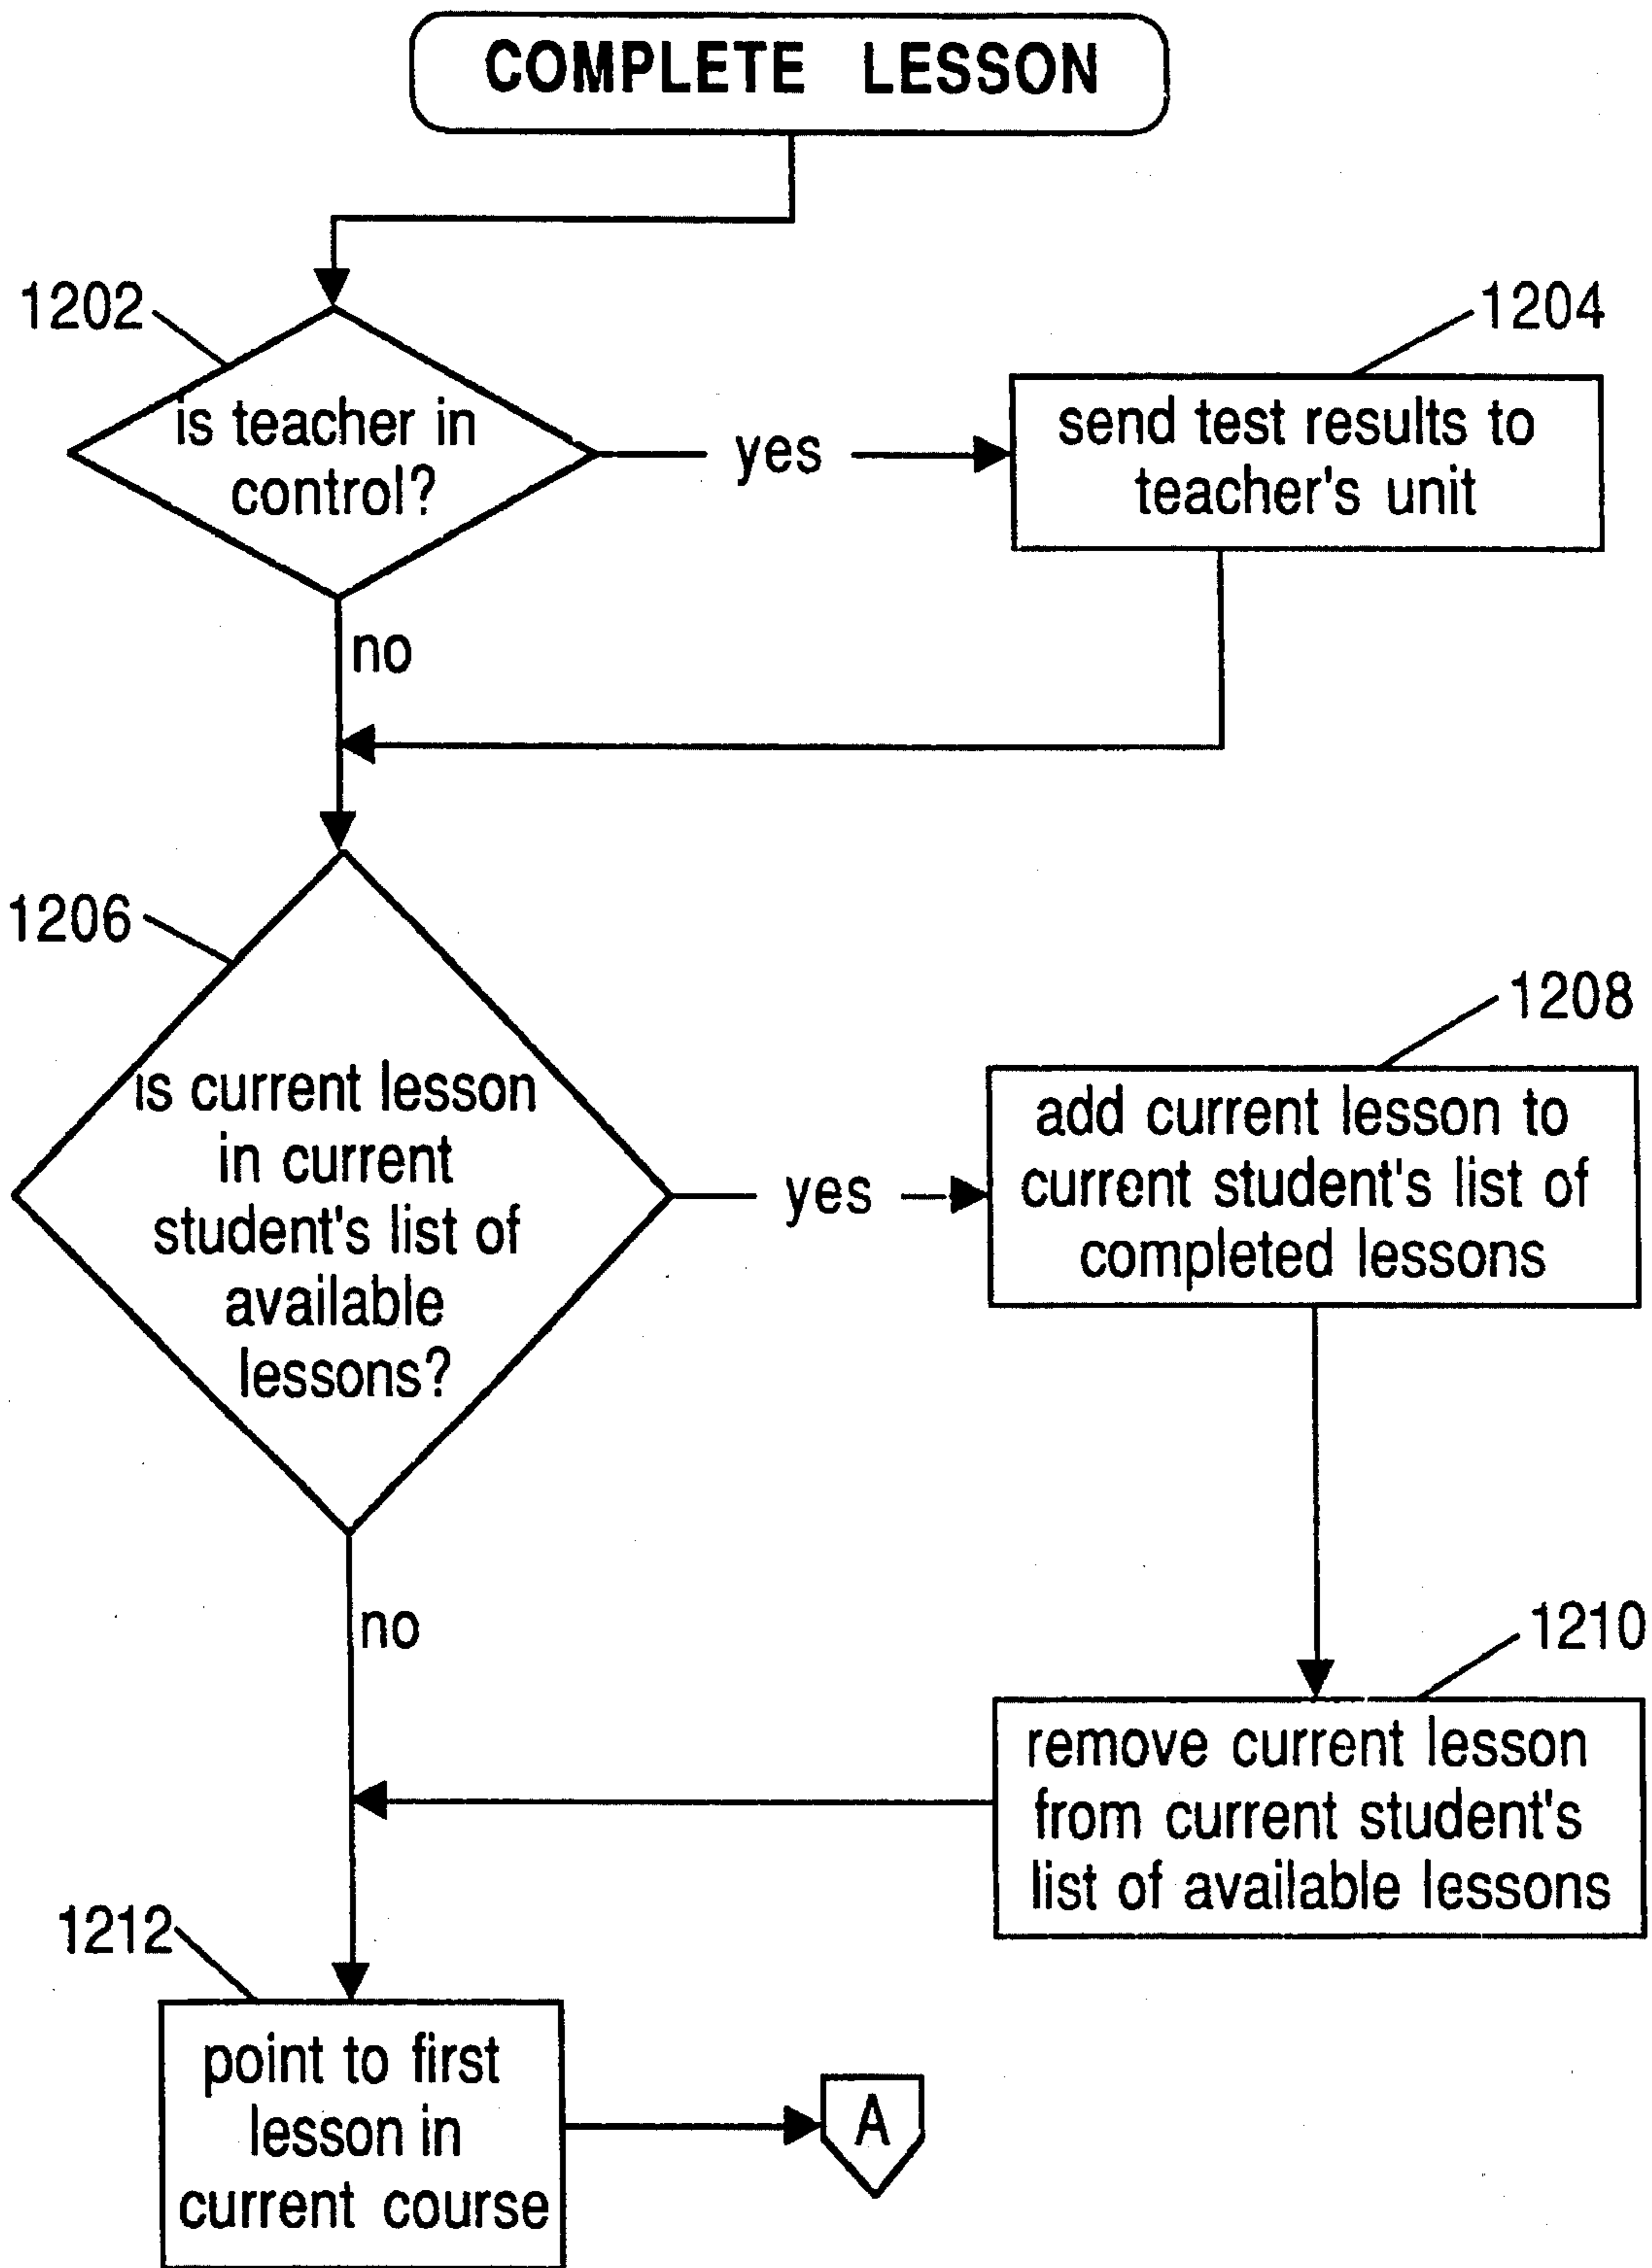 COMPLETE LESSON
1202
is teacher in
control?
yes
1204
send test results to
teacher's unit
no
1206
is current lesson
in current
student's list of
available
lessons?
yes
1208
add current lesson to
current student's list of
completed lessons
no
1210
remove current lesson
from current student's
list of available lessons
1212
point to first
lesson in
current course
A